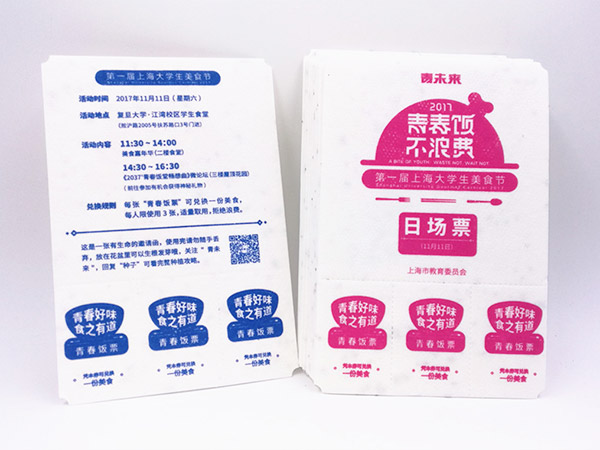 第一届上海大学生美食节
活动时间 2017年11月11日（星期六）
活动地点 复旦大学·江湾校区学生食堂
（淞沪路2005号扶苏路口3号门进）
活动内容 11:30 ~ 14:00
美食嘉年华（二楼食堂）
14:30 ~ 16:30
《2037"青春饭堂畅想曲》微论坛（三楼屋顶花园）
（前往参加有机会获得神秘礼物）
兑换规则 每张"青春饭票"可兑换一份美食，
每人限使用3张，适量取用，拒绝浪费。
这是一张有生命的邀请函，使用完请勿随手丢
弃，放在花盆里可以生根发芽哦，关注"青未
来"，回复"种子"可看完整种植攻略。
青春好味
食之有道
青春饭票
凭本券可兑换
一份美食
青春好味
食之有道
青春饭票
凭本券可兑换
一份美食
青春好味
食之有道
青春饭票
凭本券可兑换
一份美食
青未来
2017
青春饭
不浪费
A BITE OF YOUTH WASTE NOT, WANT NOT
第一届上海大学生美食节
Shanghai University Gourmet Carnival 2017
日场票
（11月11日）
上海市教育委员会
青春好味
食之有道
青春饭票
凭本券可兑换
一份美食
青春好味
食之有道
青春饭票
凭本券可兑换
一份美食
青春好味
食之有道
青春饭票
凭本券可兑换
一份美食